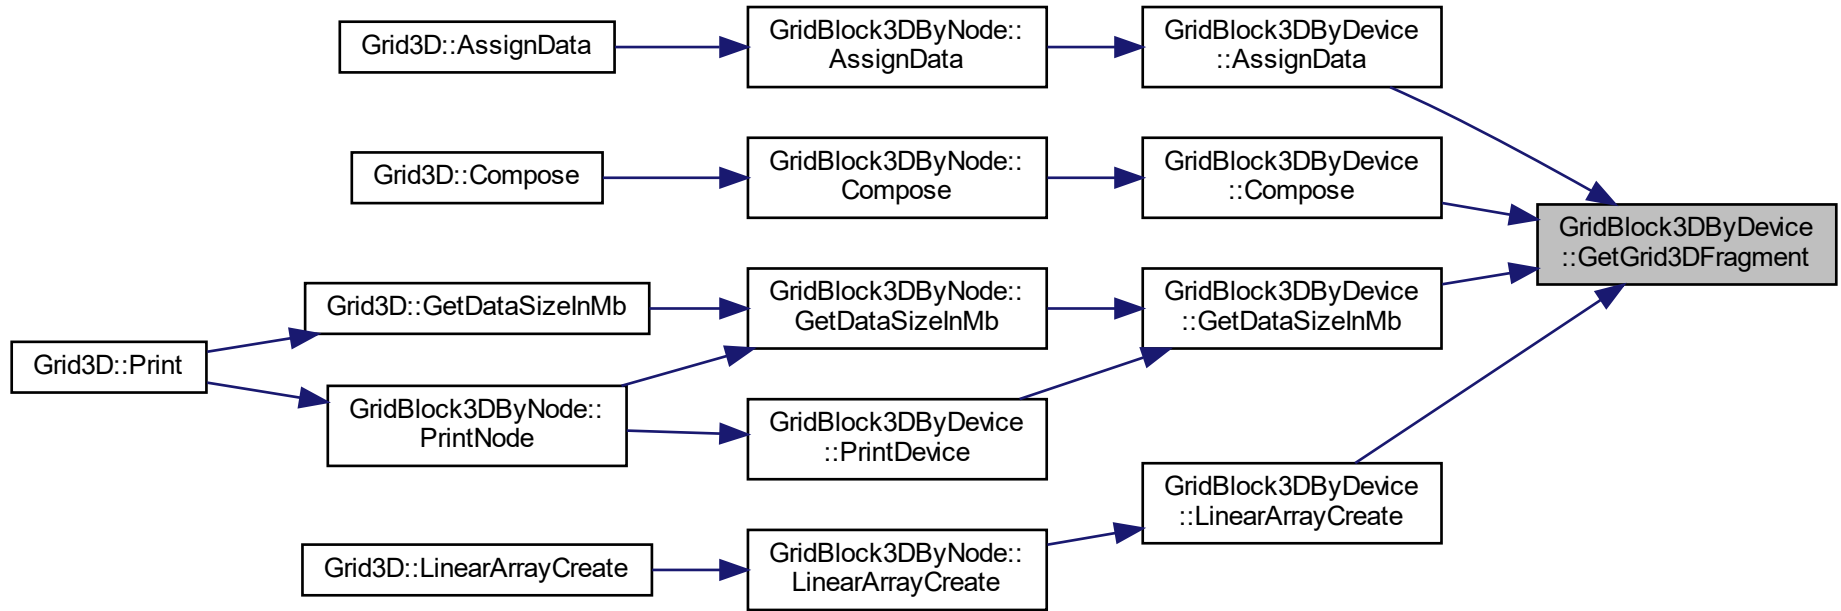 Grid3D::AssignData
GridBlock3DByNode::
AssignData
GridBlock3DByDevice
::AssignData
Grid3D::Compose
GridBlock3DByNode::
Compose
GridBlock3DByDevice
::Compose
GridBlock3DByDevice
::GetGrid3DFragment
Grid3D::GetDataSizeInMb
GridBlock3DByNode::
GetDataSizeInMb
GridBlock3DByDevice
::GetDataSizeInMb
Grid3D::Print
GridBlock3DByNode::
PrintNode
GridBlock3DByDevice
::PrintDevice
GridBlock3DByDevice
::LinearArrayCreate
Grid3D::LinearArrayCreate
GridBlock3DByNode::
LinearArrayCreate